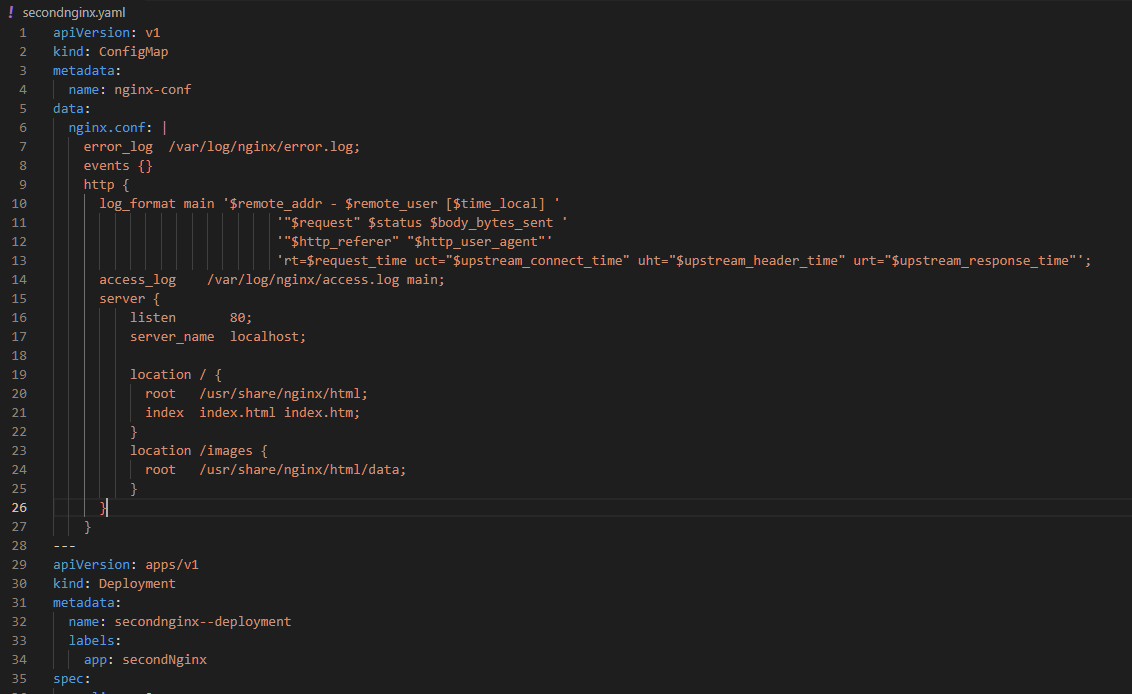 ! secondnginx.yaml
1 apiVersion: v1
2 kind: ConfigMap
3 metadata:
4 name: nginx-conf
5 data:
6 nginx.conf: |
7 error_log  /var/log/nginx/error.log;
8 events {}
9 http {
10 log_format main '$remote_addr - $remote_user [$time_local] '
11 '"$request" $status $body_bytes_sent '
12 '"$http_referer" "$http_user_agent"'
13 'rt=$request_time uct="$upstream_connect_time" uht="$upstream_header_time" urt="$upstream_response_time"';
14 access_log    /var/log/nginx/access.log main;
15 server {
16 listen       80;
17 server_name  localhost;
18
19 location / {
20 root   /usr/share/nginx/html;
21 index  index.html index.htm;
22 }
23 location /images {
24 root   /usr/share/nginx/html/data;
25 }
26 }
27 }
28 ---
29 apiVersion: apps/v1
30 kind: Deployment
31 metadata:
32 name: secondnginx--deployment
33 labels:
34 app: secondNginx
35 spec: